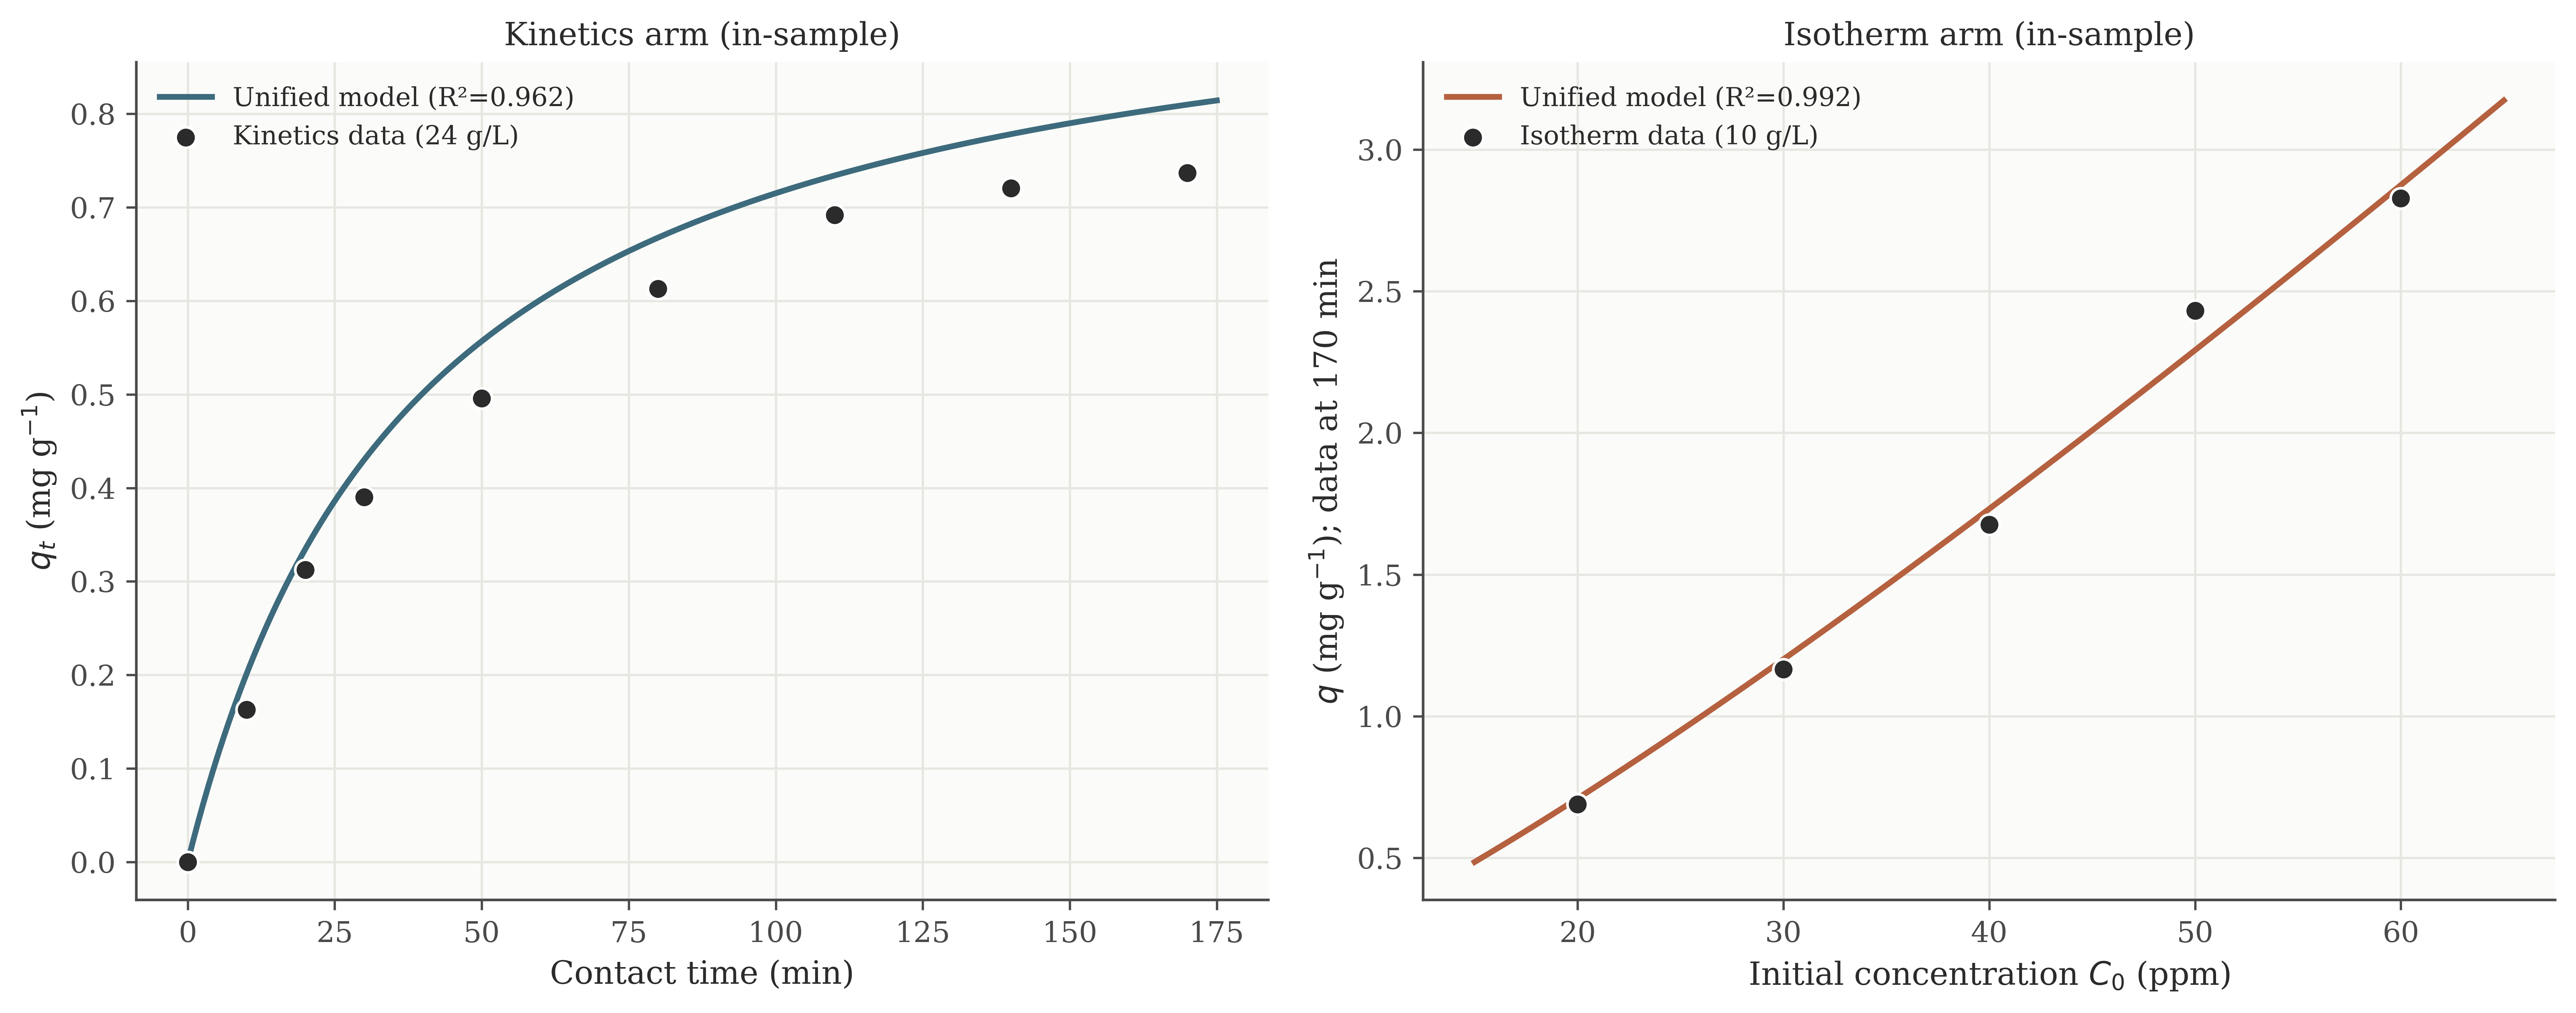 Kinetics arm (in-sample)
Unified model (R²=0.962)
Kinetics data (24 g/L)
0.8
0.7
0.6
0.5
0.4
0.3
0.2
0.1
0.0
qₜ (mg g⁻¹)
0 25 50 75 100 125 150 175
Contact time (min)
Isotherm arm (in-sample)
Unified model (R²=0.992)
Isotherm data (10 g/L)
3.0
2.5
2.0
1.5
1.0
0.5
q (mg g⁻¹); data at 170 min
20 30 40 50 60
Initial concentration C₀ (ppm)